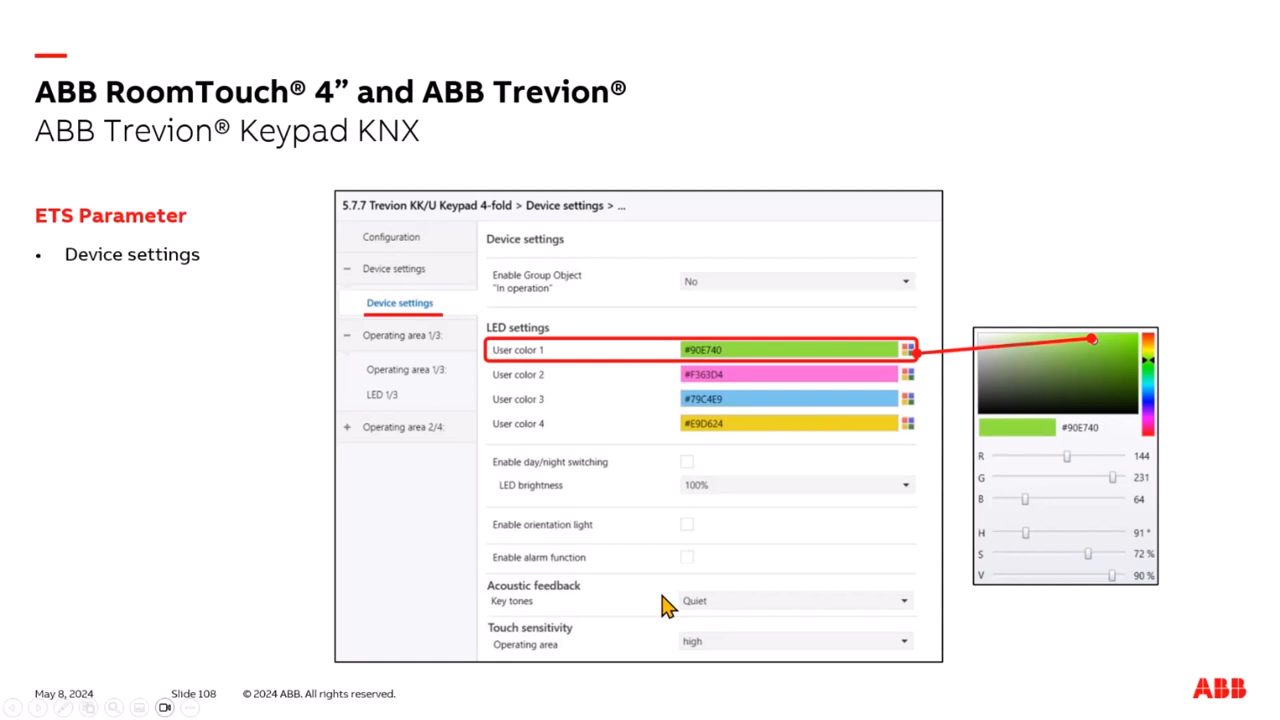 ABB RoomTouch® 4” and ABB Trevion®
ABB Trevion® Keypad KNX
ETS Parameter
• Device settings
5.7.7 Trevion KK/U Keypad 4-fold > Device settings > ...
Configuration
− Device settings
Device settings
− Operating area 1/3:
Operating area 1/3:
LED 1/3
+ Operating area 2/4:
Device settings
Enable Group Object
"In operation"
No
LED settings
User color 1 #90E740
User color 2 #F363D4
User color 3 #79C4E9
User color 4 #E9D624
Enable day/night switching
LED brightness 100%
Enable orientation light
Enable alarm function
Acoustic feedback
Key tones Quiet
Touch sensitivity
Operating area high
#90E740
R 144
G 231
B 64
H 91 °
S 72 %
V 90 %
May 8, 2024 Slide 108 © 2024 ABB. All rights reserved.
ABB